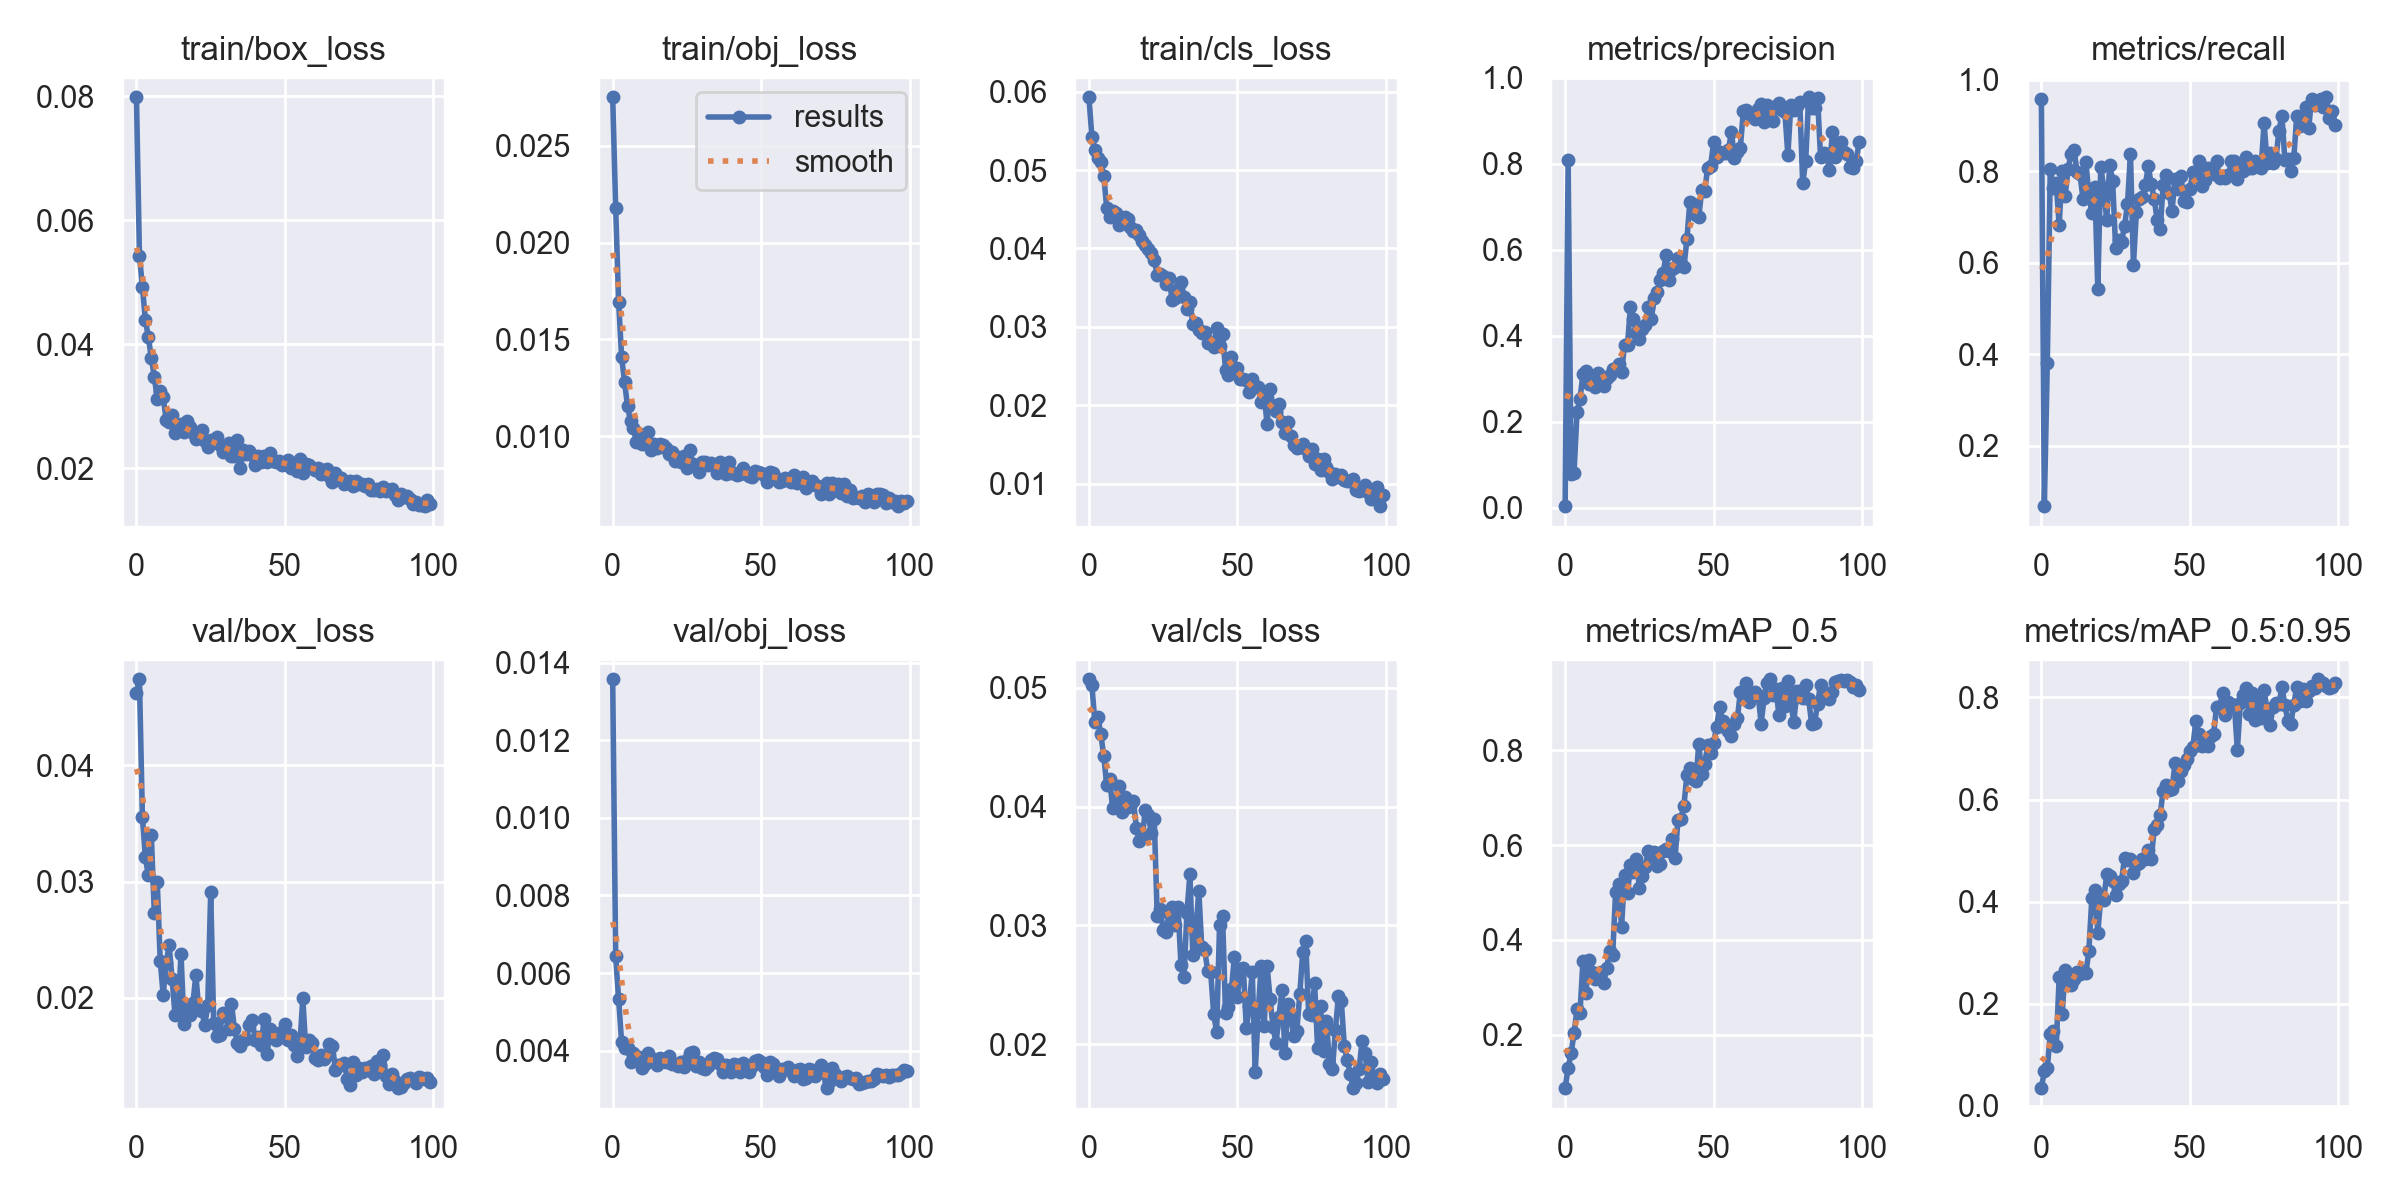 train/box_loss
0.08
0.06
0.04
0.02
0 50 100
train/obj_loss
results
smooth
0.025
0.020
0.015
0.010
0 50 100
train/cls_loss
0.06
0.05
0.04
0.03
0.02
0.01
0 50 100
metrics/precision
1.0
0.8
0.6
0.4
0.2
0.0
0 50 100
metrics/recall
1.0
0.8
0.6
0.4
0.2
0 50 100
val/box_loss
0.04
0.03
0.02
0 50 100
val/obj_loss
0.014
0.012
0.010
0.008
0.006
0.004
0 50 100
val/cls_loss
0.05
0.04
0.03
0.02
0 50 100
metrics/mAP_0.5
0.8
0.6
0.4
0.2
0 50 100
metrics/mAP_0.5:0.95
0.8
0.6
0.4
0.2
0.0
0 50 100